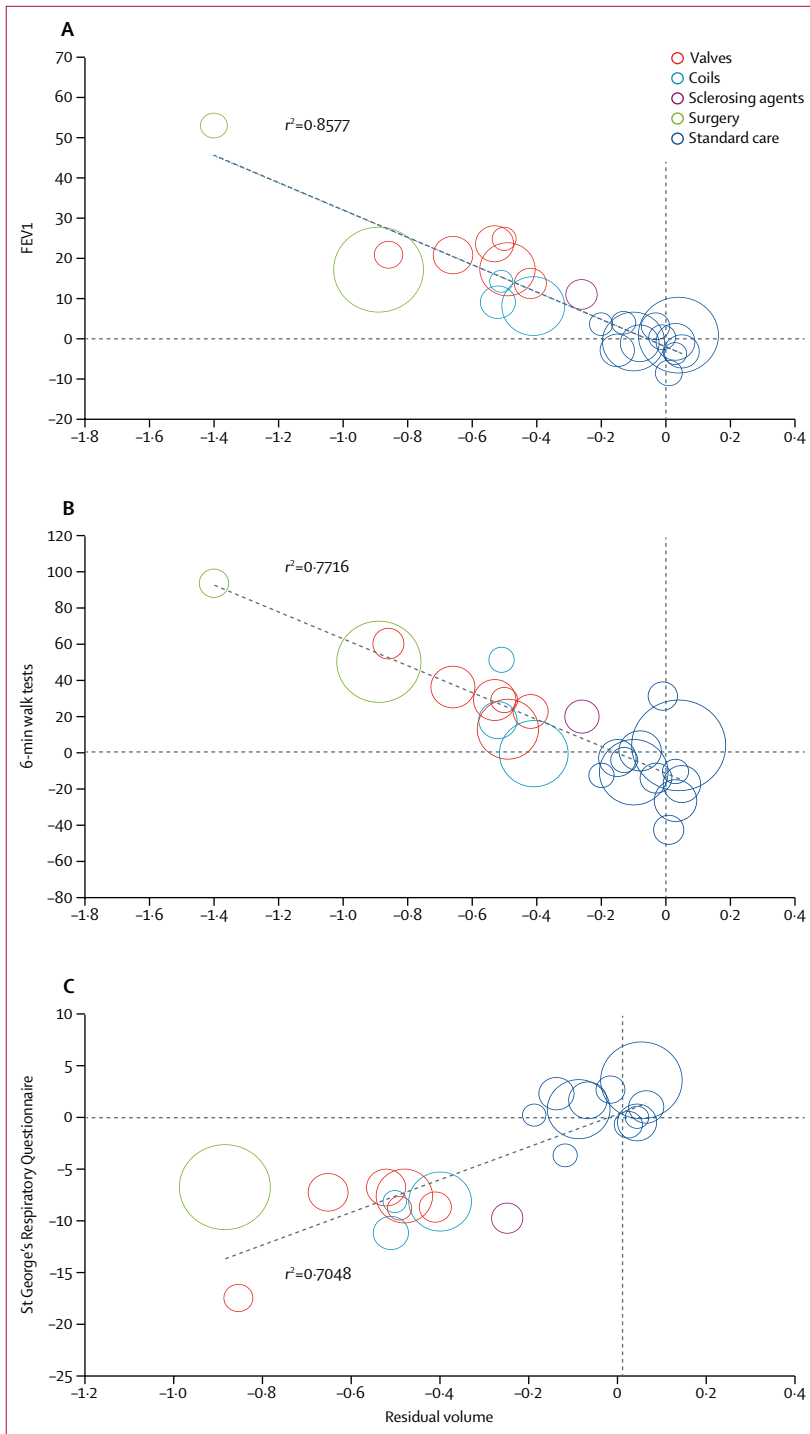 A
70
60
50
40
30
20
10
0
–10
–20
FEV1
r²=0·8577
Valves
Coils
Sclerosing agents
Surgery
Standard care
–1·8 –1·6 –1·4 –1·2 –1·0 –0·8 –0·6 –0·4 –0·2 0 0·2 0·4
B
120
100
80
60
40
20
0
–20
–40
–60
–80
6-min walk tests
r²=0·7716
–1·8 –1·6 –1·4 –1·2 –1·0 –0·8 –0·6 –0·4 –0·2 0 0·2 0·4
C
10
5
0
–5
–10
–15
–20
–25
St George's Respiratory Questionnaire
r²=0·7048
–1·2 –1·0 –0·8 –0·6 –0·4 –0·2 0 0·2 0·4
Residual volume